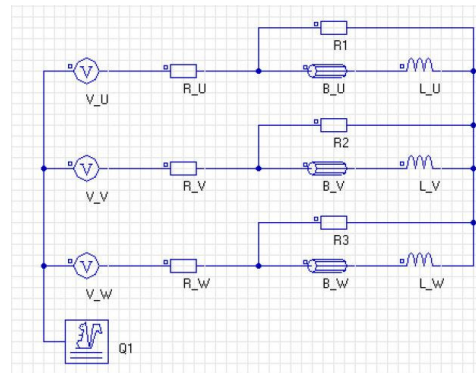 R1
V V_U R_U B_U L_U
R2
V V_V R_V B_V L_V
R3
V V_W R_W B_W L_W
Q1